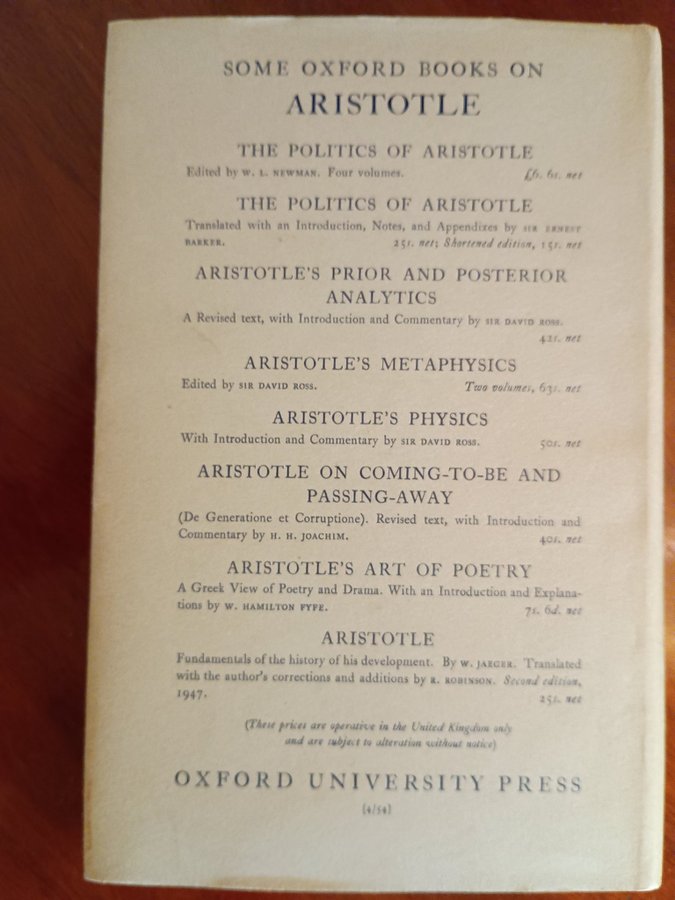 SOME OXFORD BOOKS ON
ARISTOTLE
THE POLITICS OF ARISTOTLE
Edited by W. L. NEWMAN. Four volumes. £6. 6s. net
THE POLITICS OF ARISTOTLE
Translated with an Introduction, Notes, and Appendixes by SIR ERNEST
BARKER. 25s. net; Shortened edition, 15s. net
ARISTOTLE'S PRIOR AND POSTERIOR
ANALYTICS
A Revised text, with Introduction and Commentary by SIR DAVID ROSS.
42s. net
ARISTOTLE'S METAPHYSICS
Edited by SIR DAVID ROSS. Two volumes, 63s. net
ARISTOTLE'S PHYSICS
With Introduction and Commentary by SIR DAVID ROSS. 50s. net
ARISTOTLE ON COMING-TO-BE AND
PASSING-AWAY
(De Generatione et Corruptione). Revised text, with Introduction and
Commentary by H. H. JOACHIM. 40s. net
ARISTOTLE'S ART OF POETRY
A Greek View of Poetry and Drama. With an Introduction and Explana-
tions by W. HAMILTON FYFE. 7s. 6d. net
ARISTOTLE
Fundamentals of the history of his development. By W. JAEGER. Translated
with the author's corrections and additions by R. ROBINSON. Second edition,
1947. 25s. net
(These prices are operative in the United Kingdom only
and are subject to alteration without notice)
OXFORD UNIVERSITY PRESS
[4/54]